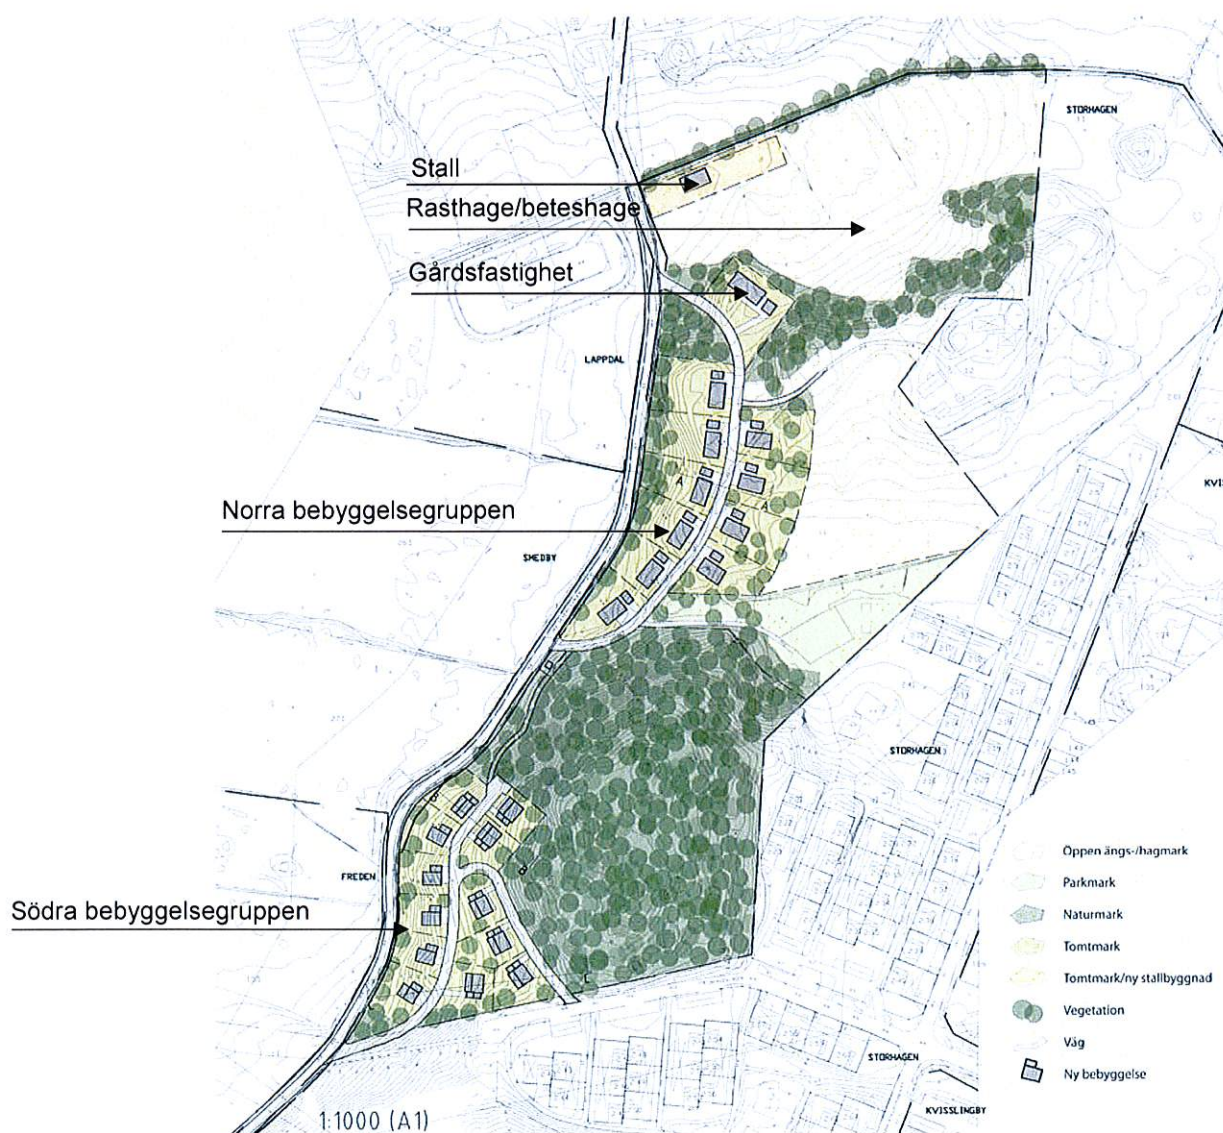 STORHAGEN
Stall
Rasthage/beteshage
Gårdsfastighet
LAPPDAL
A
A
Norra bebyggelsegruppen
SMEDBY
STORHAGEN
B
FREDEN
B
Södra bebyggelsegruppen
C
Öppen ängs-/hagmark
Parkmark
Naturmark
Tomtmark
Tomtmark/ny stallbyggnad
Vegetation
Väg
Ny bebyggelse
STORHAGEN
KVISSLINGBY
1:1000 (A1)